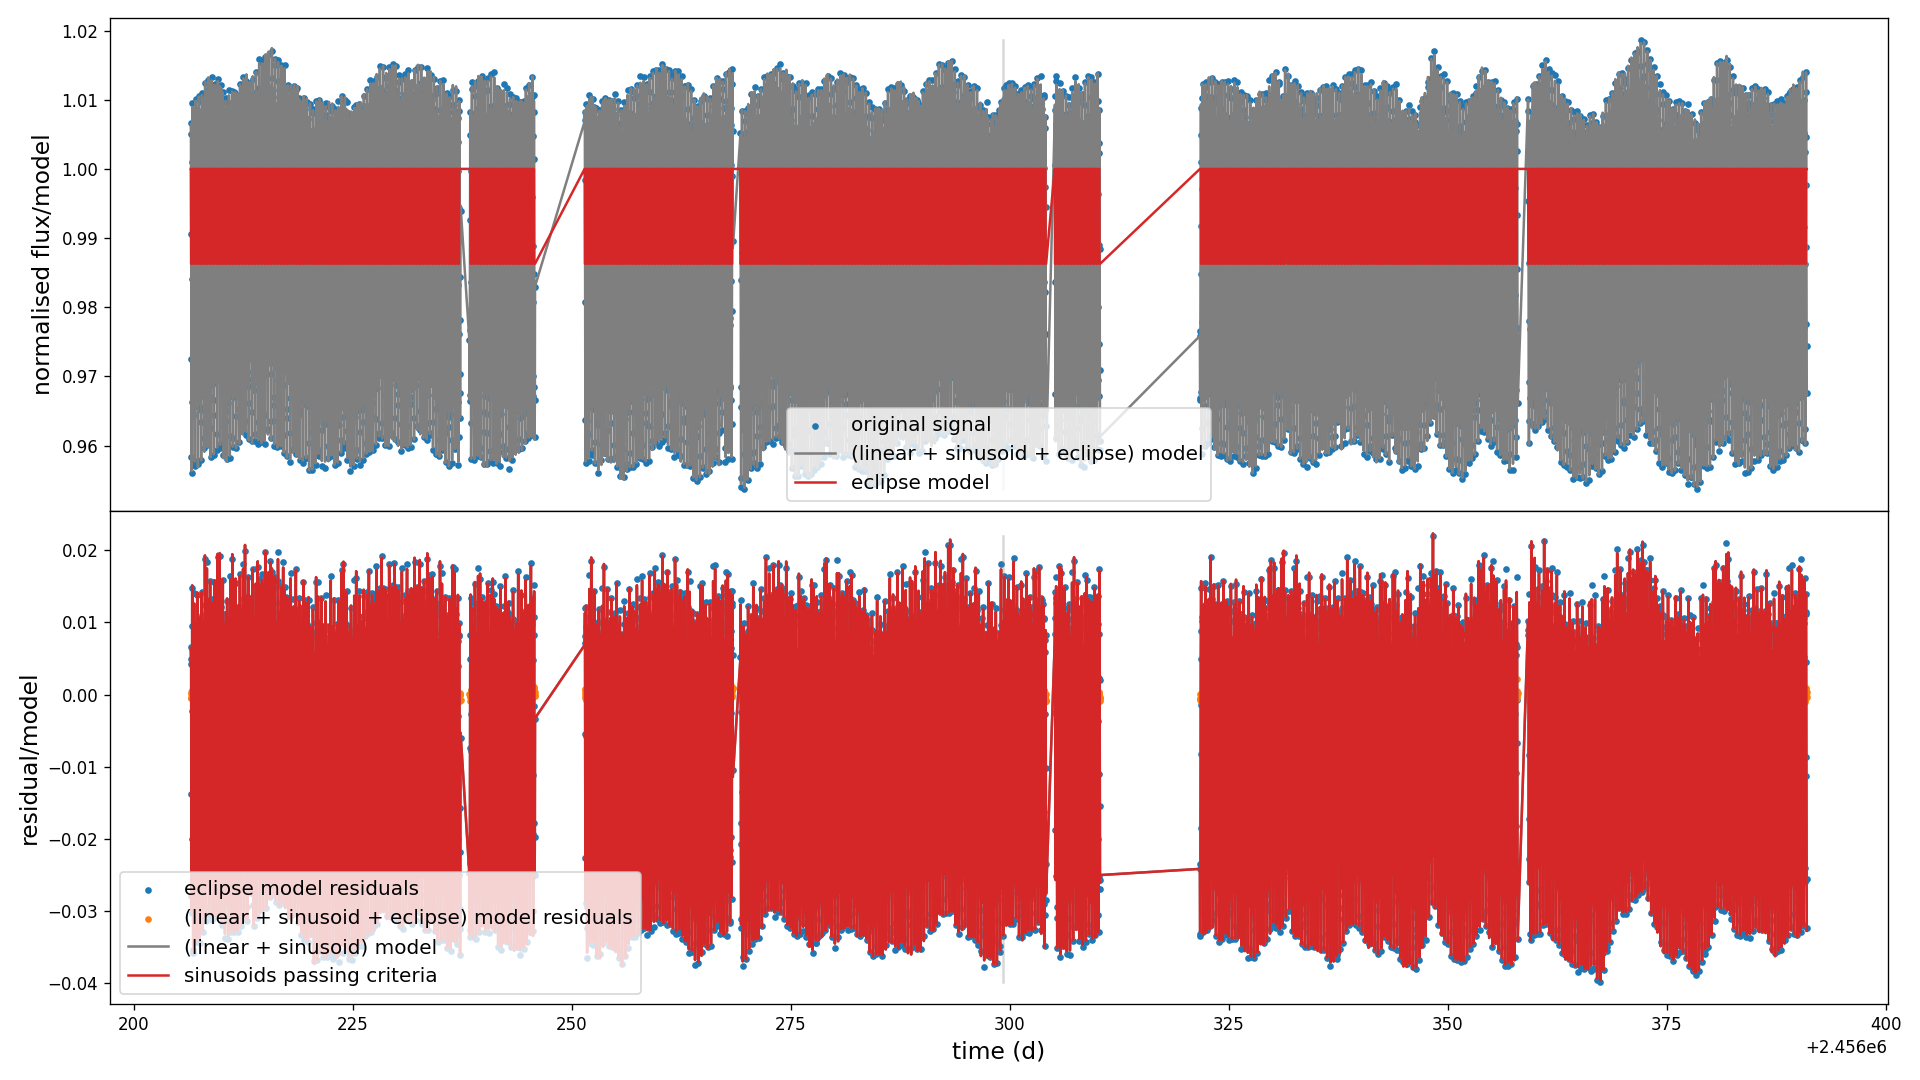 normalised flux/model
1.02
1.01
1.00
0.99
0.98
0.97
0.96
original signal
(linear + sinusoid + eclipse) model
eclipse model
residual/model
0.02
0.01
0.00
−0.01
−0.02
−0.03
−0.04
eclipse model residuals
(linear + sinusoid + eclipse) model residuals
(linear + sinusoid) model
sinusoids passing criteria
200 225 250 275 300 325 350 375 400
time (d)
+2.456e6